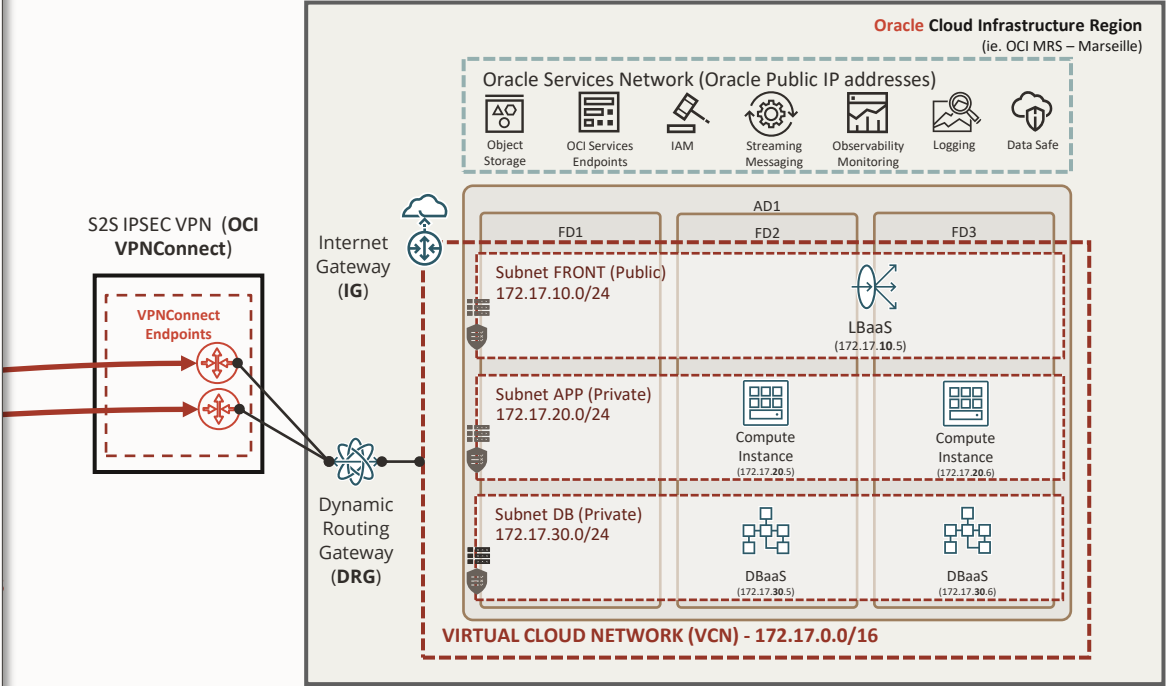 Oracle Cloud Infrastructure Region
(ie. OCI MRS – Marseille)
Oracle Services Network (Oracle Public IP addresses)
Object
Storage
OCI Services
Endpoints
IAM
Streaming
Messaging
Observability
Monitoring
Logging
Data Safe
S2S IPSEC VPN (OCI
VPNConnect)
VPNConnect
Endpoints
Internet
Gateway
(IG)
Dynamic
Routing
Gateway
(DRG)
AD1
FD1
FD2
FD3
Subnet FRONT (Public)
172.17.10.0/24
LBaaS
(172.17.10.5)
Subnet APP (Private)
172.17.20.0/24
Compute
Instance
(172.17.20.5)
Compute
Instance
(172.17.20.6)
Subnet DB (Private)
172.17.30.0/24
DBaaS
(172.17.30.5)
DBaaS
(172.17.30.6)
VIRTUAL CLOUD NETWORK (VCN) - 172.17.0.0/16